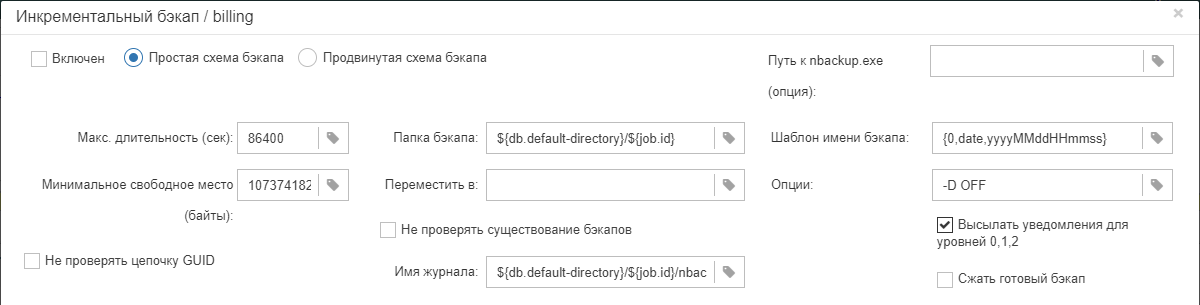 Инкрементальный бэкап / billing
Включен
Простая схема бэкапа
Продвинутая схема бэкапа
Путь к nbackup.exe
(опция):
Макс. длительность (сек):
86400
Папка бэкапа:
${db.default-directory}/${job.id}
Шаблон имени бэкапа:
{0,date,yyyyMMddHHmmss}
Минимальное свободное место
(байты):
107374182
Переместить в:
Опции:
-D OFF
Не проверять существование бэкапов
Высылать уведомления для
уровней 0,1,2
Не проверять цепочку GUID
Имя журнала:
${db.default-directory}/${job.id}/nbac
Сжать готовый бэкап